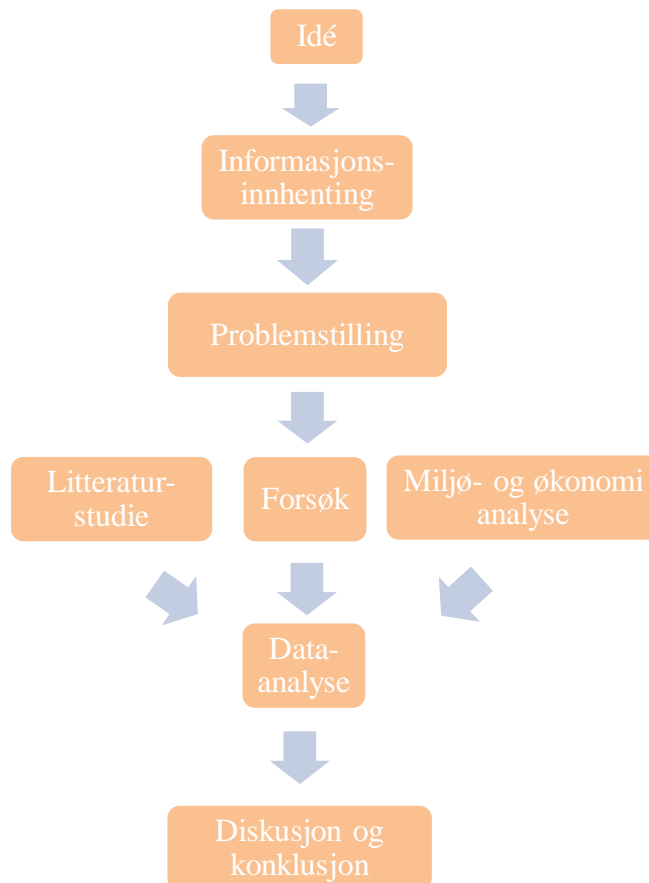 Idé
Informasjons-
innhenting
Problemstilling
Litteratur-
studie
Forsøk
Miljø- og økonomi
analyse
Data-
analyse
Diskusjon og
konklusjon